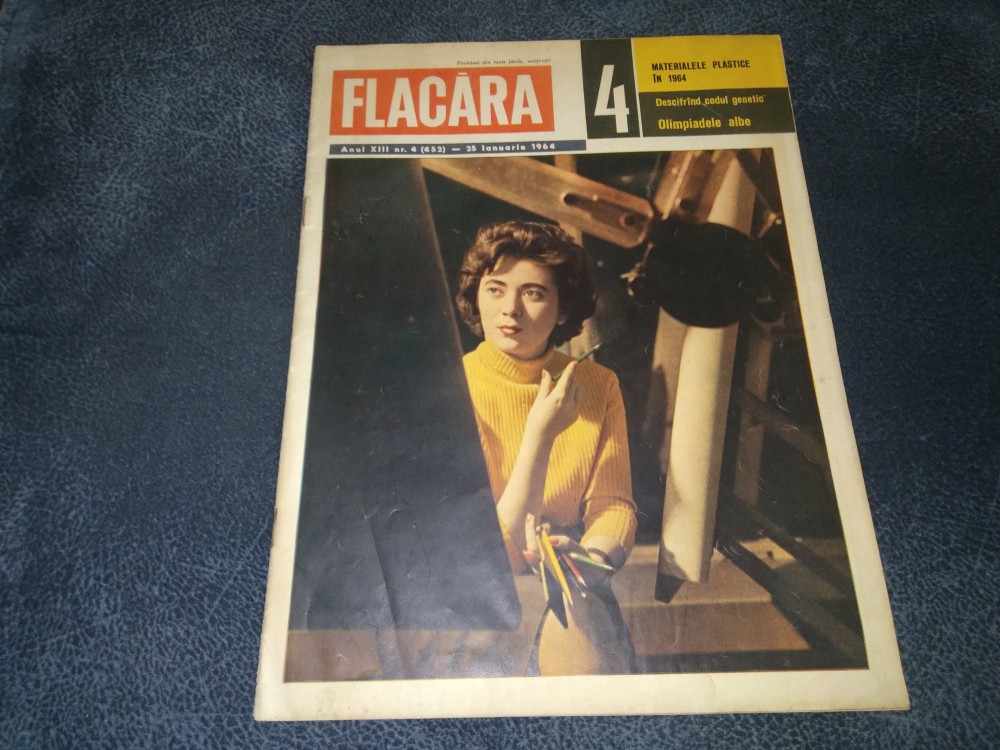 Proletari din toate țările, uniți-vă!
FLACĂRA
4
MATERIALELE PLASTICE
ÎN 1964
Descifrînd „codul genetic"
Olimpiadele albe
Anul XIII nr. 4 (452) — 25 ianuarie 1964